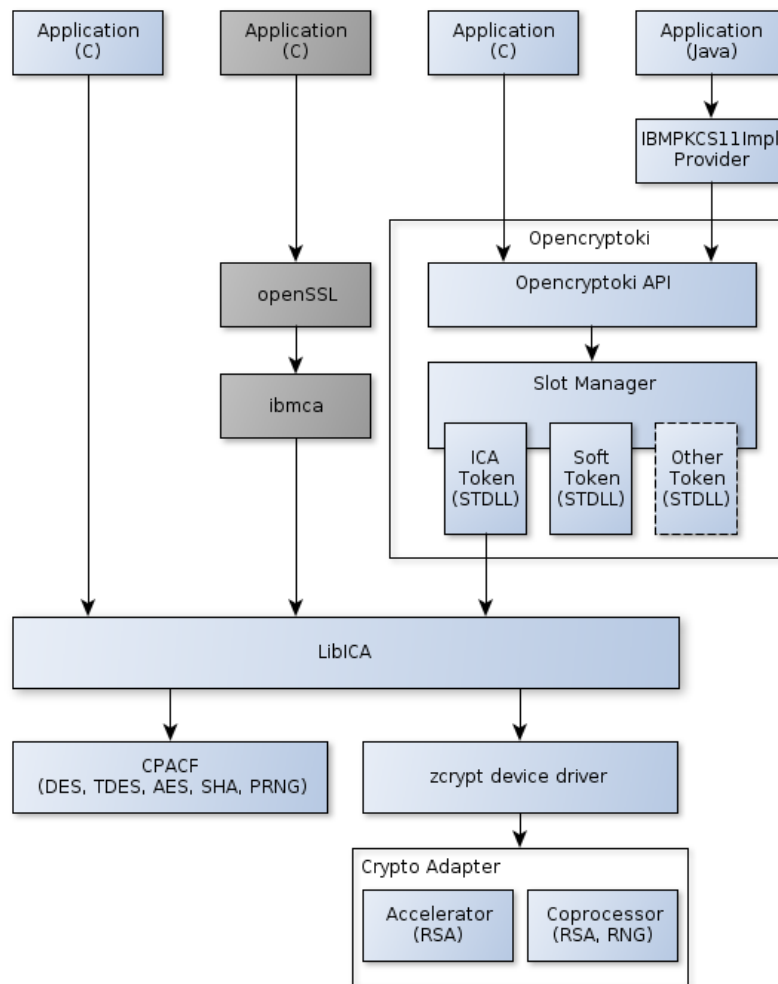 Application
(C)
Application
(C)
Application
(C)
Application
(Java)
IBMPKCS11Impl
Provider
Opencryptoki
openSSL
Opencryptoki API
ibmca
Slot Manager
ICA
Token
(STDLL)
Soft
Token
(STDLL)
Other
Token
(STDLL)
LibICA
CPACF
(DES, TDES, AES, SHA, PRNG)
zcrypt device driver
Crypto Adapter
Accelerator
(RSA)
Coprocessor
(RSA, RNG)